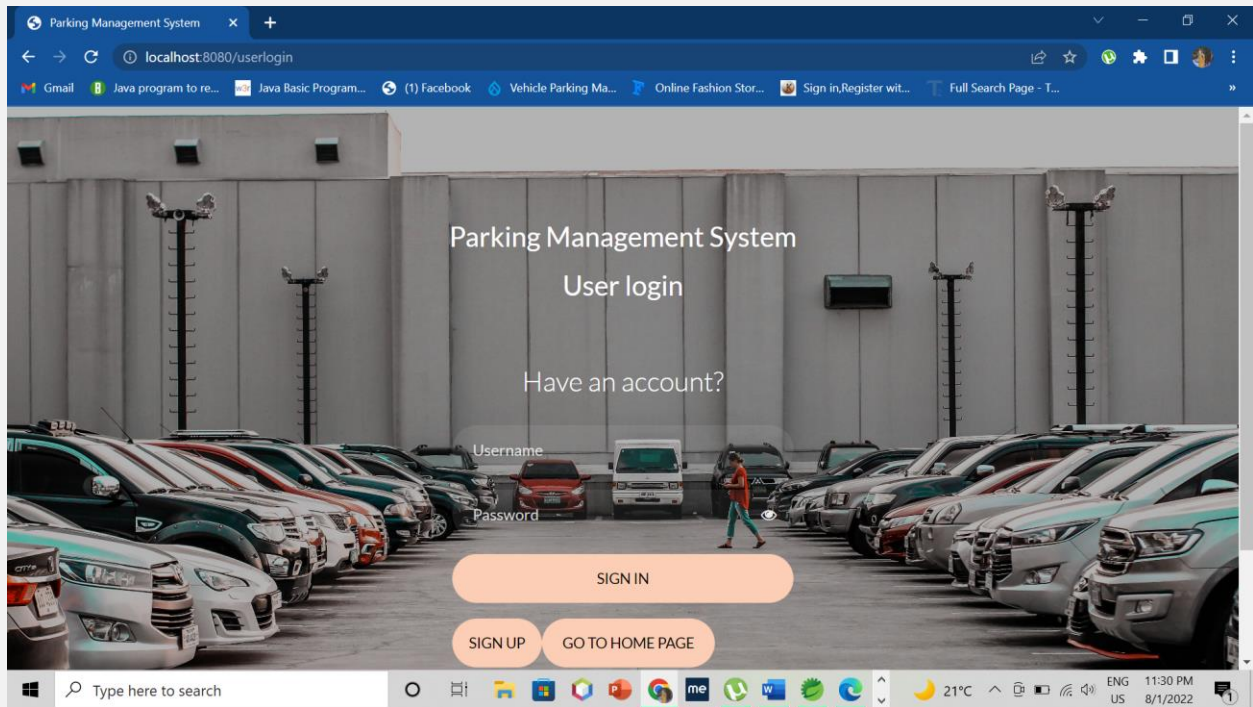 Parking Management System
localhost:8080/userlogin
Gmail
Java program to re...
w3r
Java Basic Program...
(1) Facebook
Vehicle Parking Ma...
Online Fashion Stor...
Sign in,Register wit...
Full Search Page - T...
»
Parking Management System
User login
Have an account?
Username
Password
SIGN IN
SIGN UP
GO TO HOME PAGE
Type here to search
me
21°C
ENG
US
11:30 PM
8/1/2022
1